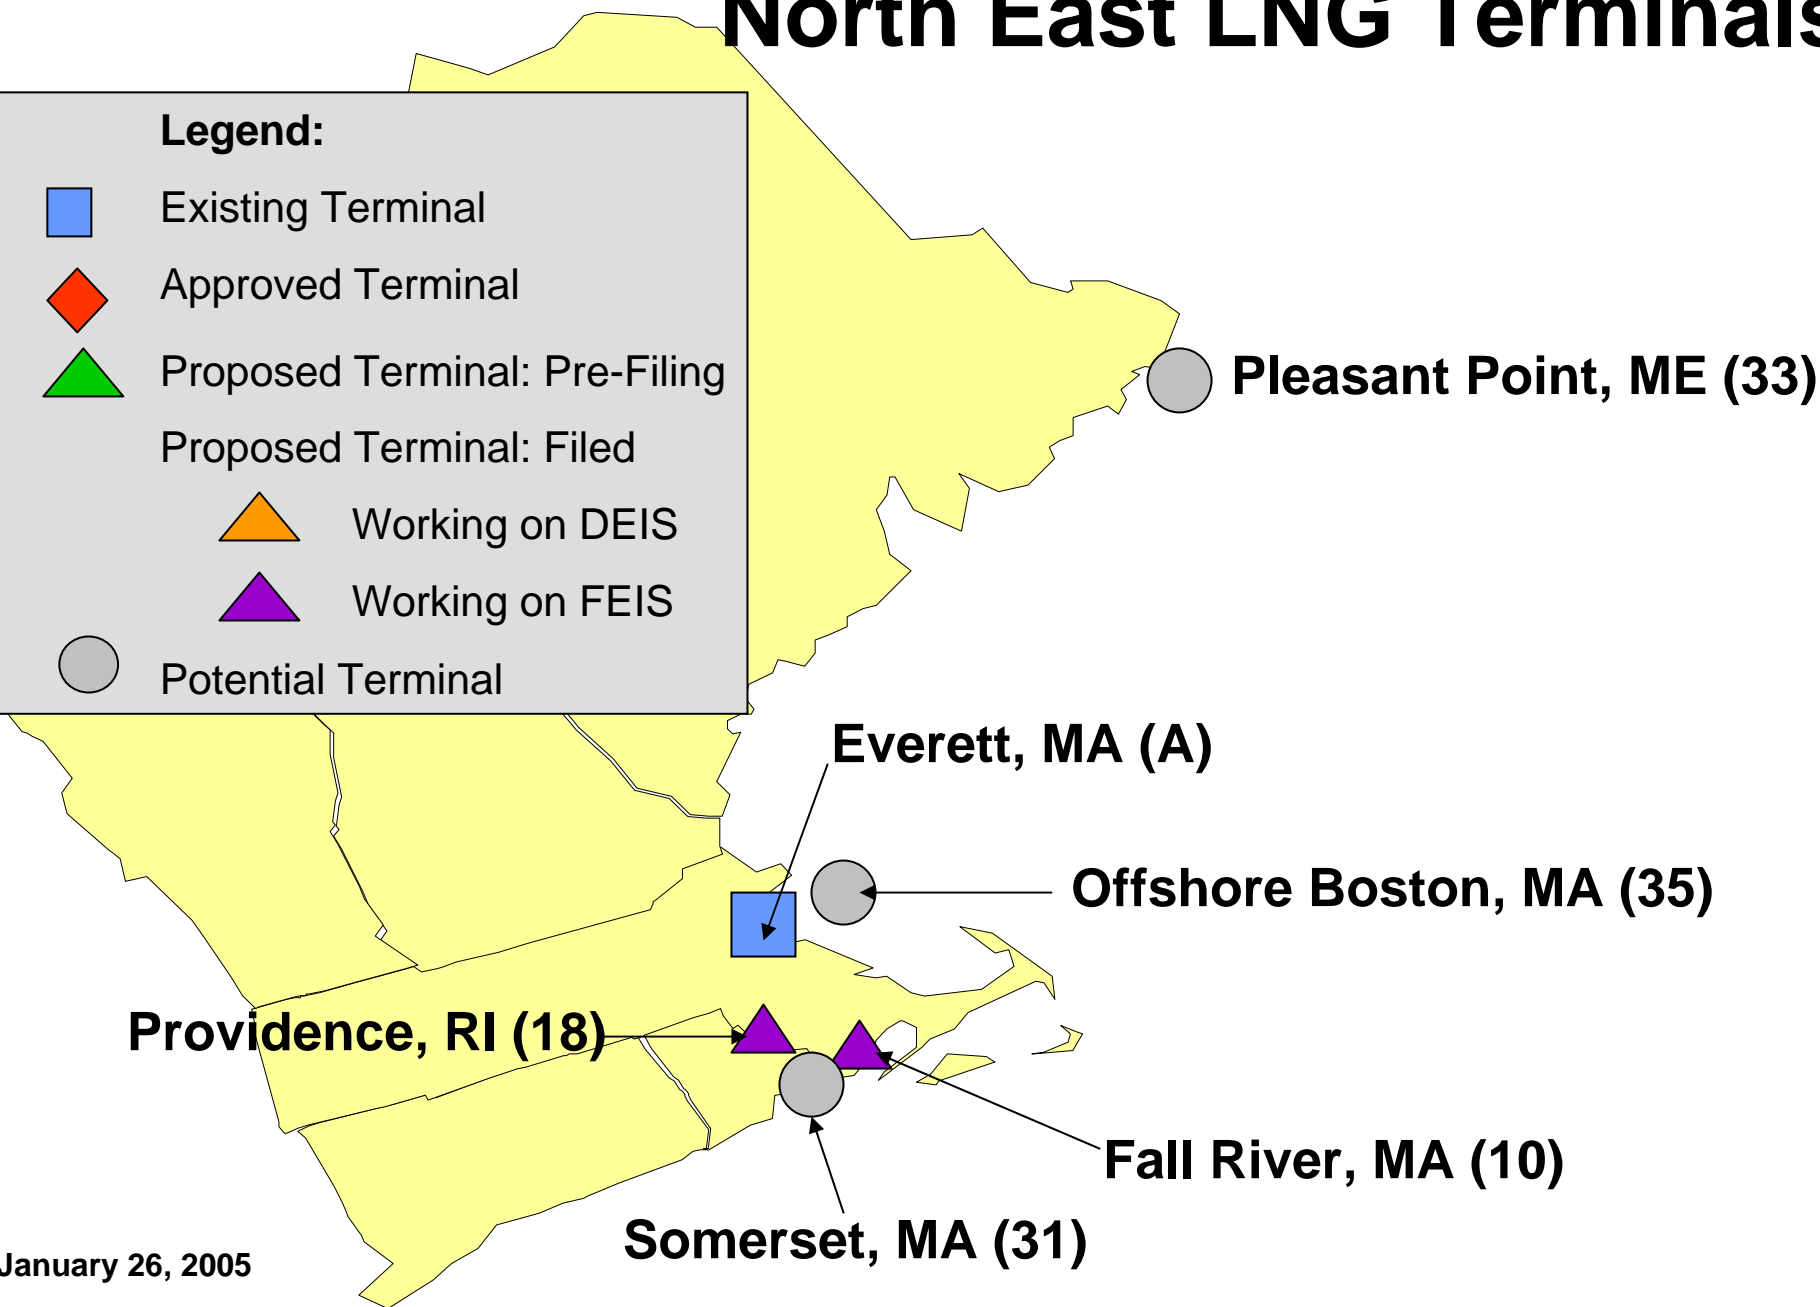 North East LNG Terminals
Legend:
Existing Terminal
Approved Terminal
Proposed Terminal: Pre-Filing
Proposed Terminal: Filed
Working on DEIS
Working on FEIS
Potential Terminal
Pleasant Point, ME (33)
Everett, MA (A)
Offshore Boston, MA (35)
Providence, RI (18)
Fall River, MA (10)
Somerset, MA (31)
January 26, 2005